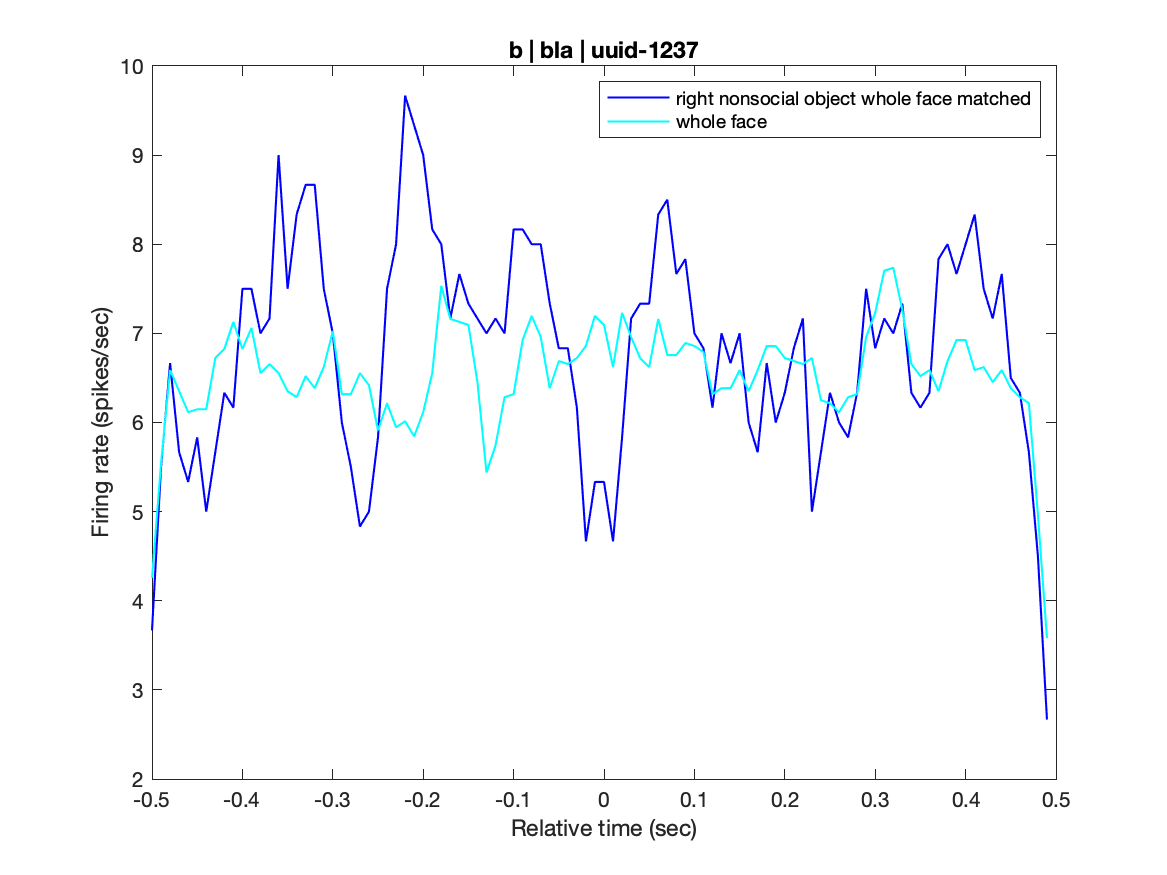 b | bla | uuid-1237
right nonsocial object whole face matched
whole face
10
9
8
7
6
5
4
3
2
Firing rate (spikes/sec)
-0.5 -0.4 -0.3 -0.2 -0.1 0 0.1 0.2 0.3 0.4 0.5
Relative time (sec)